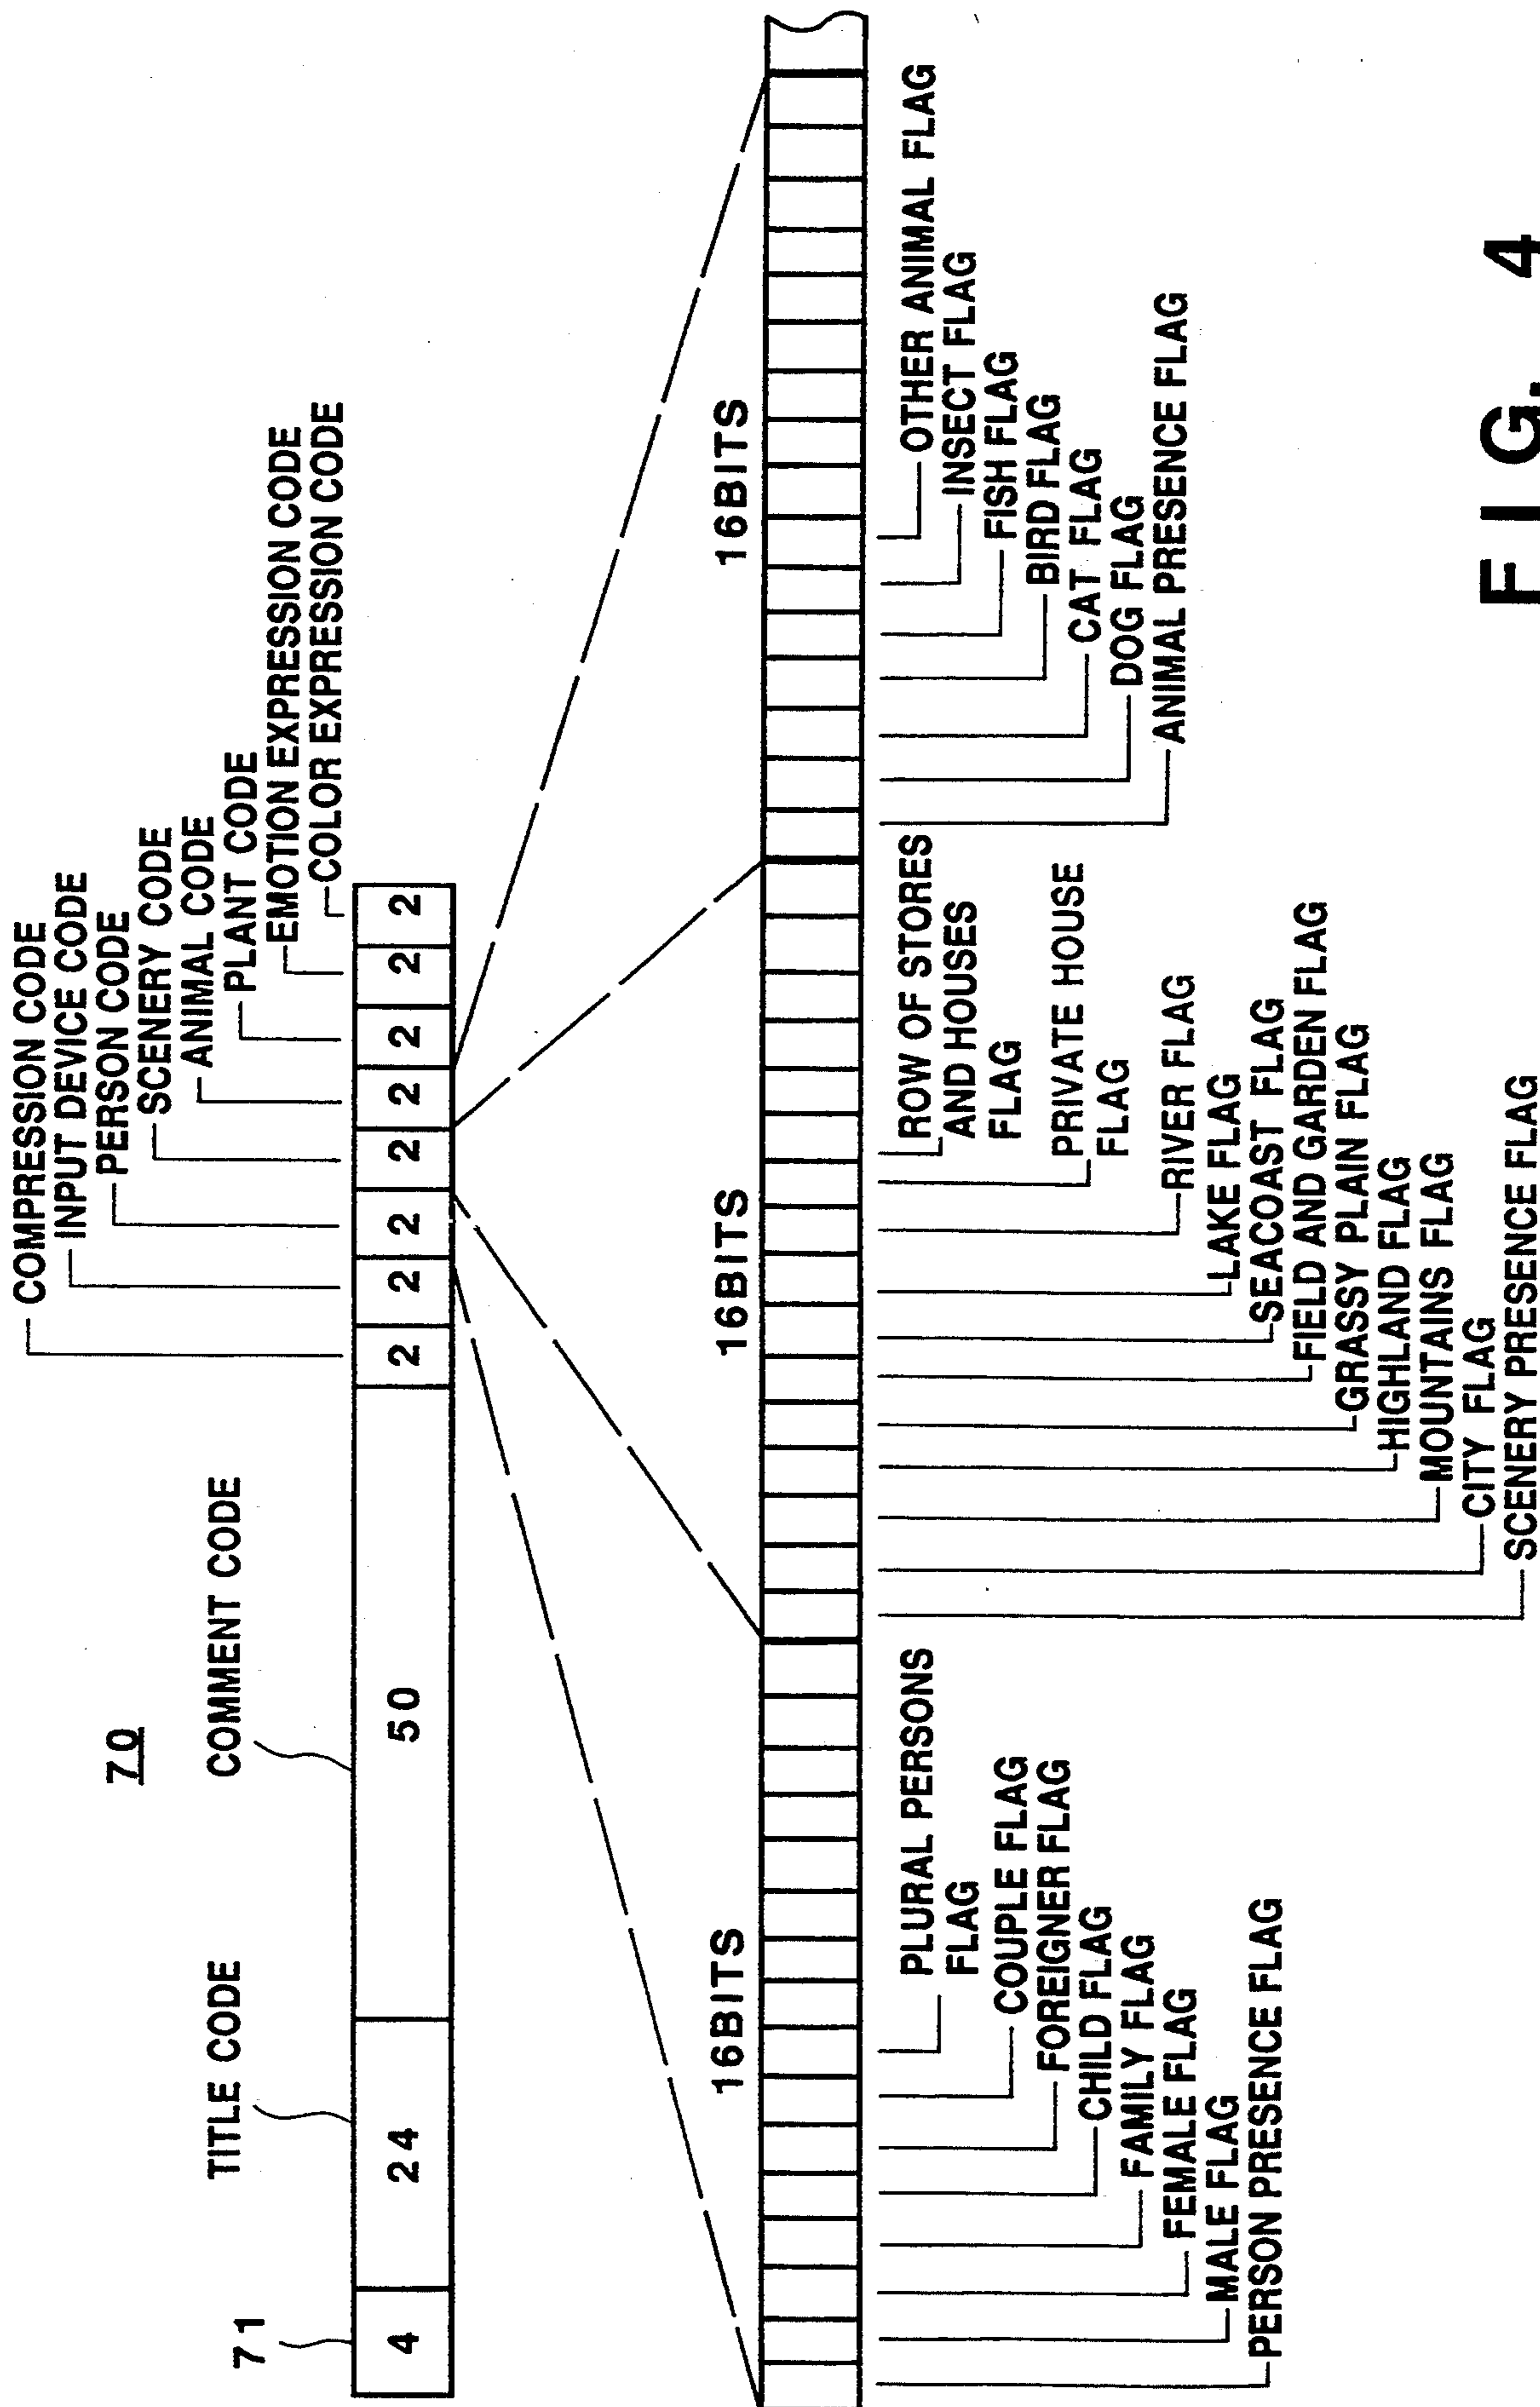 70
COMPRESSION CODE
INPUT DEVICE CODE
PERSON CODE
SCENERY CODE
ANIMAL CODE
PLANT CODE
EMOTION EXPRESSION CODE
COLOR EXPRESSION CODE
71
TITLE CODE
COMMENT CODE
4
24
50
2
2
2
2
2
2
2
2
16BITS
16BITS
16BITS
PLURAL PERSONS
FLAG
COUPLE FLAG
FOREIGNER FLAG
CHILD FLAG
FAMILY FLAG
FEMALE FLAG
MALE FLAG
PERSON PRESENCE FLAG
ROW OF STORES
AND HOUSES
FLAG
PRIVATE HOUSE
FLAG
RIVER FLAG
LAKE FLAG
SEACOAST FLAG
FIELD AND GARDEN FLAG
GRASSY PLAIN FLAG
HIGHLAND FLAG
MOUNTAINS FLAG
CITY FLAG
SCENERY PRESENCE FLAG
OTHER ANIMAL FLAG
INSECT FLAG
FISH FLAG
BIRD FLAG
CAT FLAG
DOG FLAG
ANIMAL PRESENCE FLAG
FIG. 4